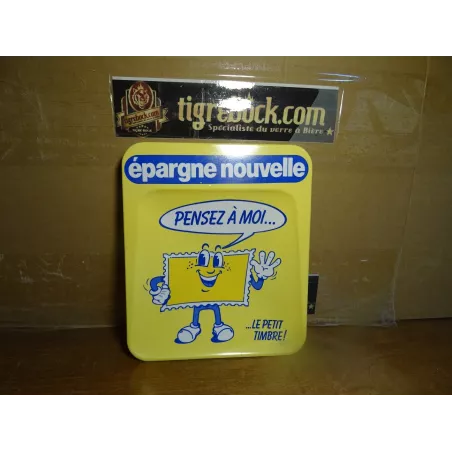 tigrebock.com
Spécialiste du verre à Bière
épargne nouvelle
PENSEZ À MOI...
...LE PETIT
TIMBRE!